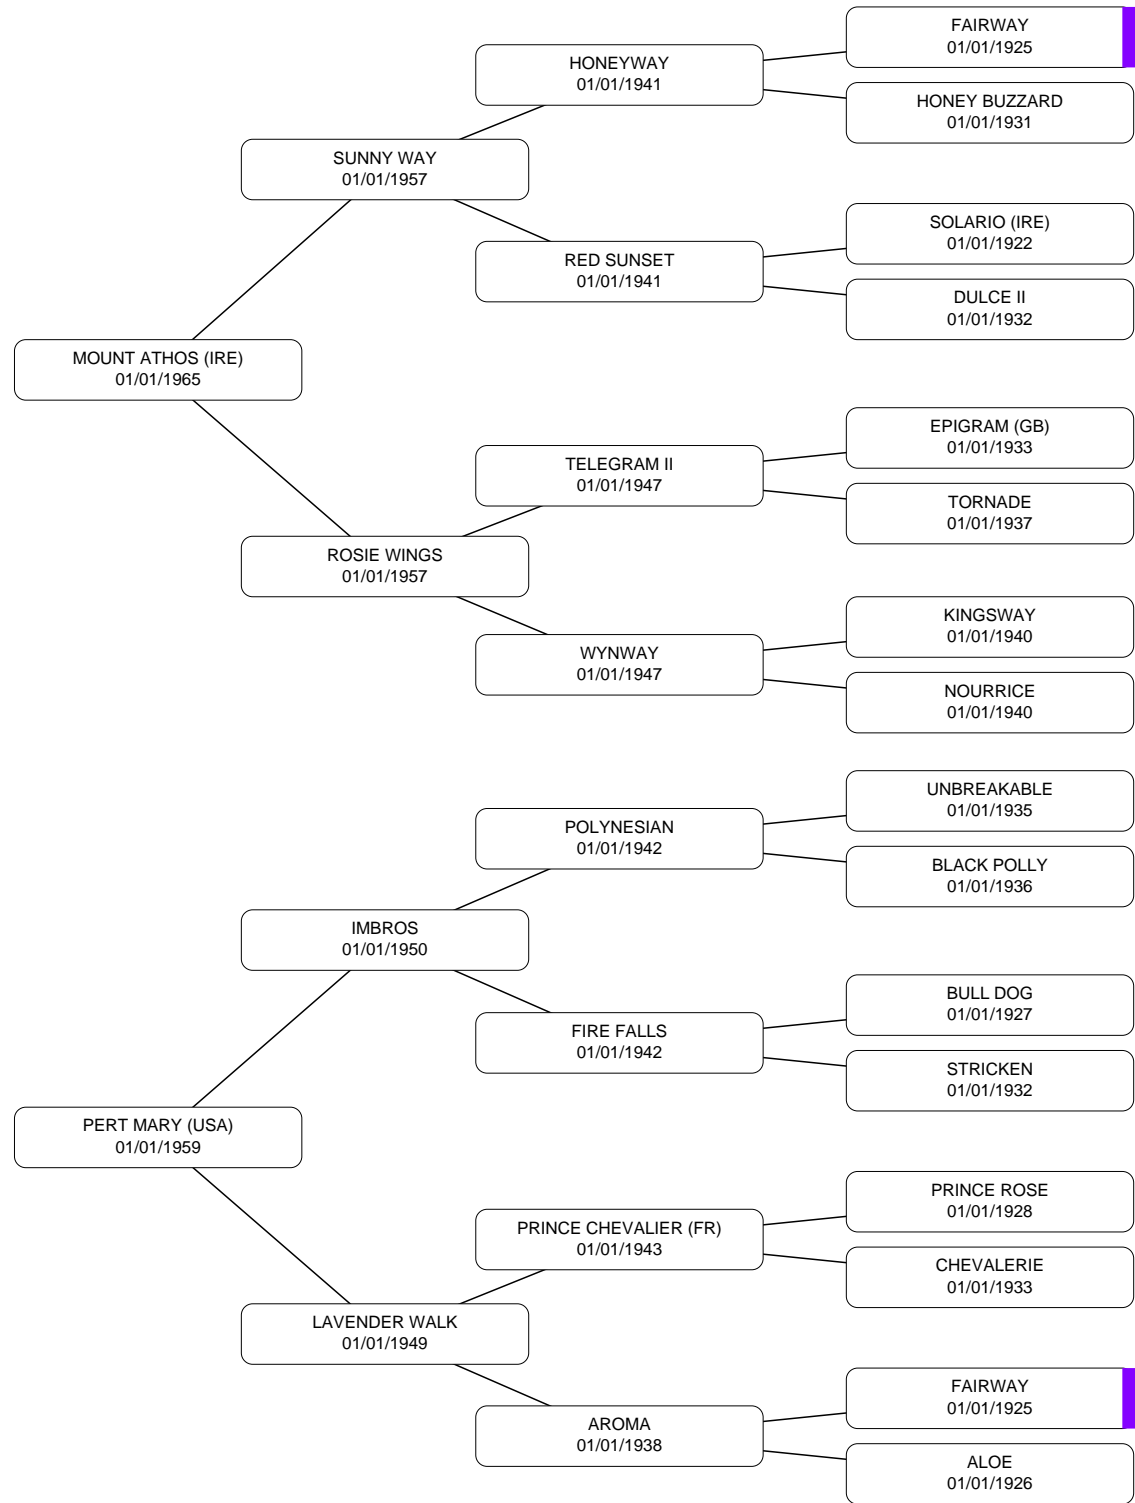 FAIRWAY
01/01/1925
HONEYWAY
01/01/1941
HONEY BUZZARD
01/01/1931
SUNNY WAY
01/01/1957
SOLARIO (IRE)
01/01/1922
RED SUNSET
01/01/1941
DULCE II
01/01/1932
MOUNT ATHOS (IRE)
01/01/1965
EPIGRAM (GB)
01/01/1933
TELEGRAM II
01/01/1947
TORNADE
01/01/1937
ROSIE WINGS
01/01/1957
KINGSWAY
01/01/1940
WYNWAY
01/01/1947
NOURRICE
01/01/1940
UNBREAKABLE
01/01/1935
POLYNESIAN
01/01/1942
BLACK POLLY
01/01/1936
IMBROS
01/01/1950
BULL DOG
01/01/1927
FIRE FALLS
01/01/1942
STRICKEN
01/01/1932
PERT MARY (USA)
01/01/1959
PRINCE ROSE
01/01/1928
PRINCE CHEVALIER (FR)
01/01/1943
CHEVALERIE
01/01/1933
LAVENDER WALK
01/01/1949
FAIRWAY
01/01/1925
AROMA
01/01/1938
ALOE
01/01/1926